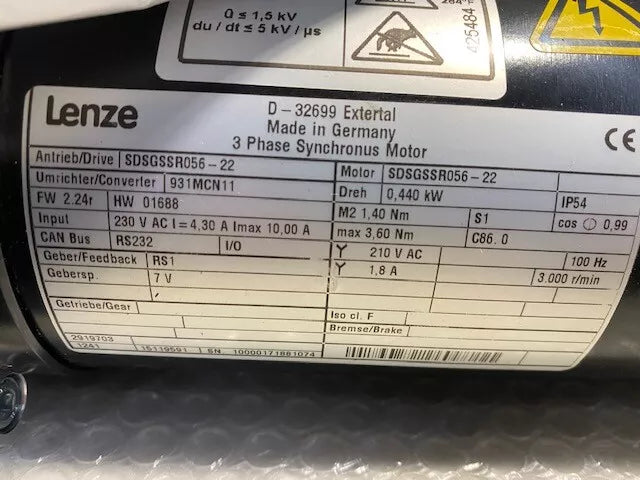 Û ≤ 1,5 kV
du / dt ≤ 5 kV / µs
425484
Lenze
D - 32699 Extertal
Made in Germany
3 Phase Synchronus Motor
CE
Antrieb/Drive SDSGSSR056-22
Umrichter/Converter 931MCN11
FW 2.24r HW 01688
Input 230 V AC I = 4,30 A Imax 10,00 A
CAN Bus RS232 I/O
Geber/Feedback RS1
Gebersp. 7 V
Getriebe/Gear
2919703
1241 15119591 SN 10000171881074
Motor SDSGSSR056-22
Dreh 0,440 kW IP54
M2 1,40 Nm S1 cos ∅ 0,99
max 3,60 Nm C86.0
Y 210 V AC 100 Hz
Y 1,8 A 3.000 r/min
Iso cl. F
Bremse/Brake